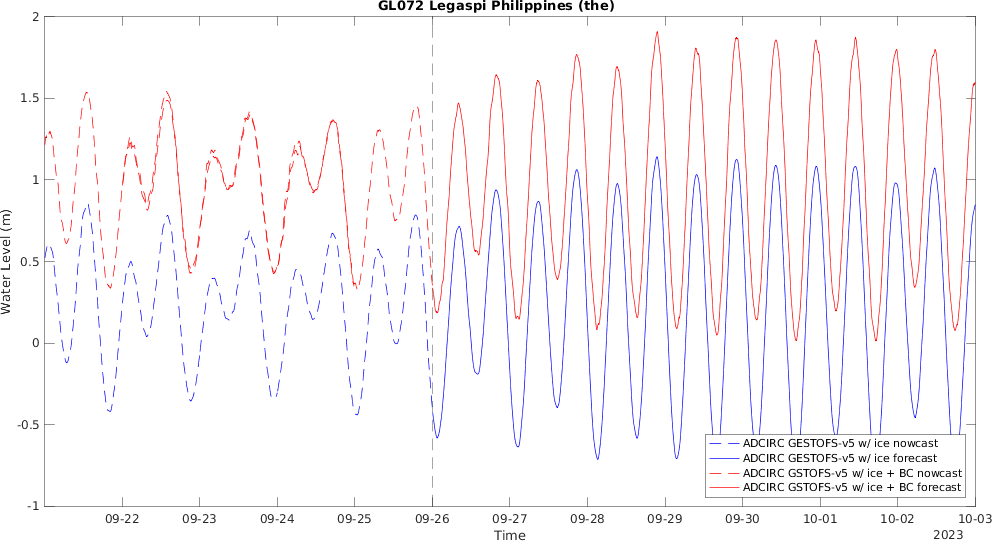 GL072 Legaspi Philippines (the)
2
1.5
1
0.5
0
-0.5
-1
Water Level (m)
ADCIRC GESTOFS-v5 w/ ice nowcast
ADCIRC GESTOFS-v5 w/ ice forecast
ADCIRC GSTOFS-v5 w/ ice + BC nowcast
ADCIRC GSTOFS-v5 w/ ice + BC forecast
09-22 09-23 09-24 09-25 09-26 09-27 09-28 09-29 09-30 10-01 10-02 10-03
Time
2023